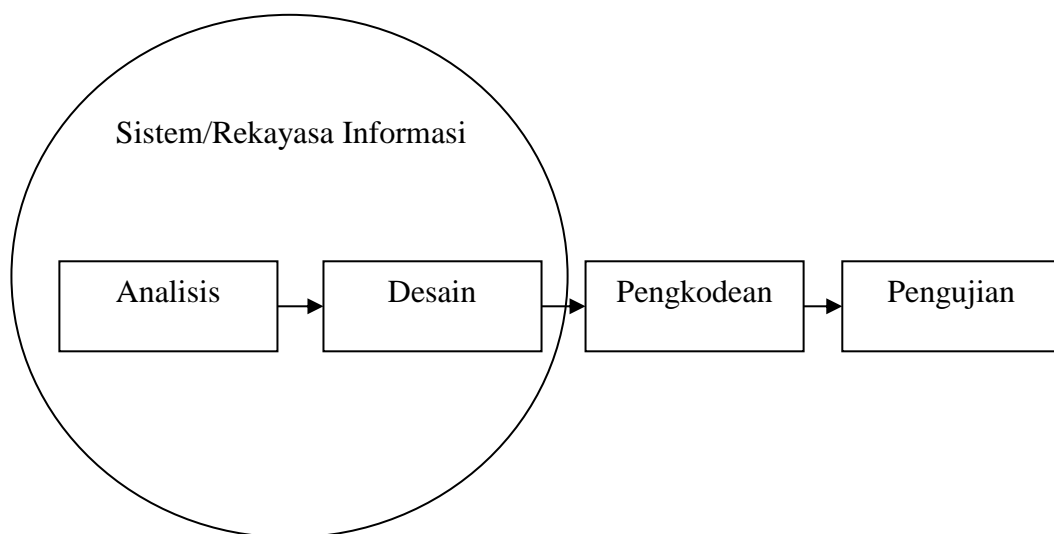 Sistem/Rekayasa Informasi
Analisis
Desain
Pengkodean
Pengujian